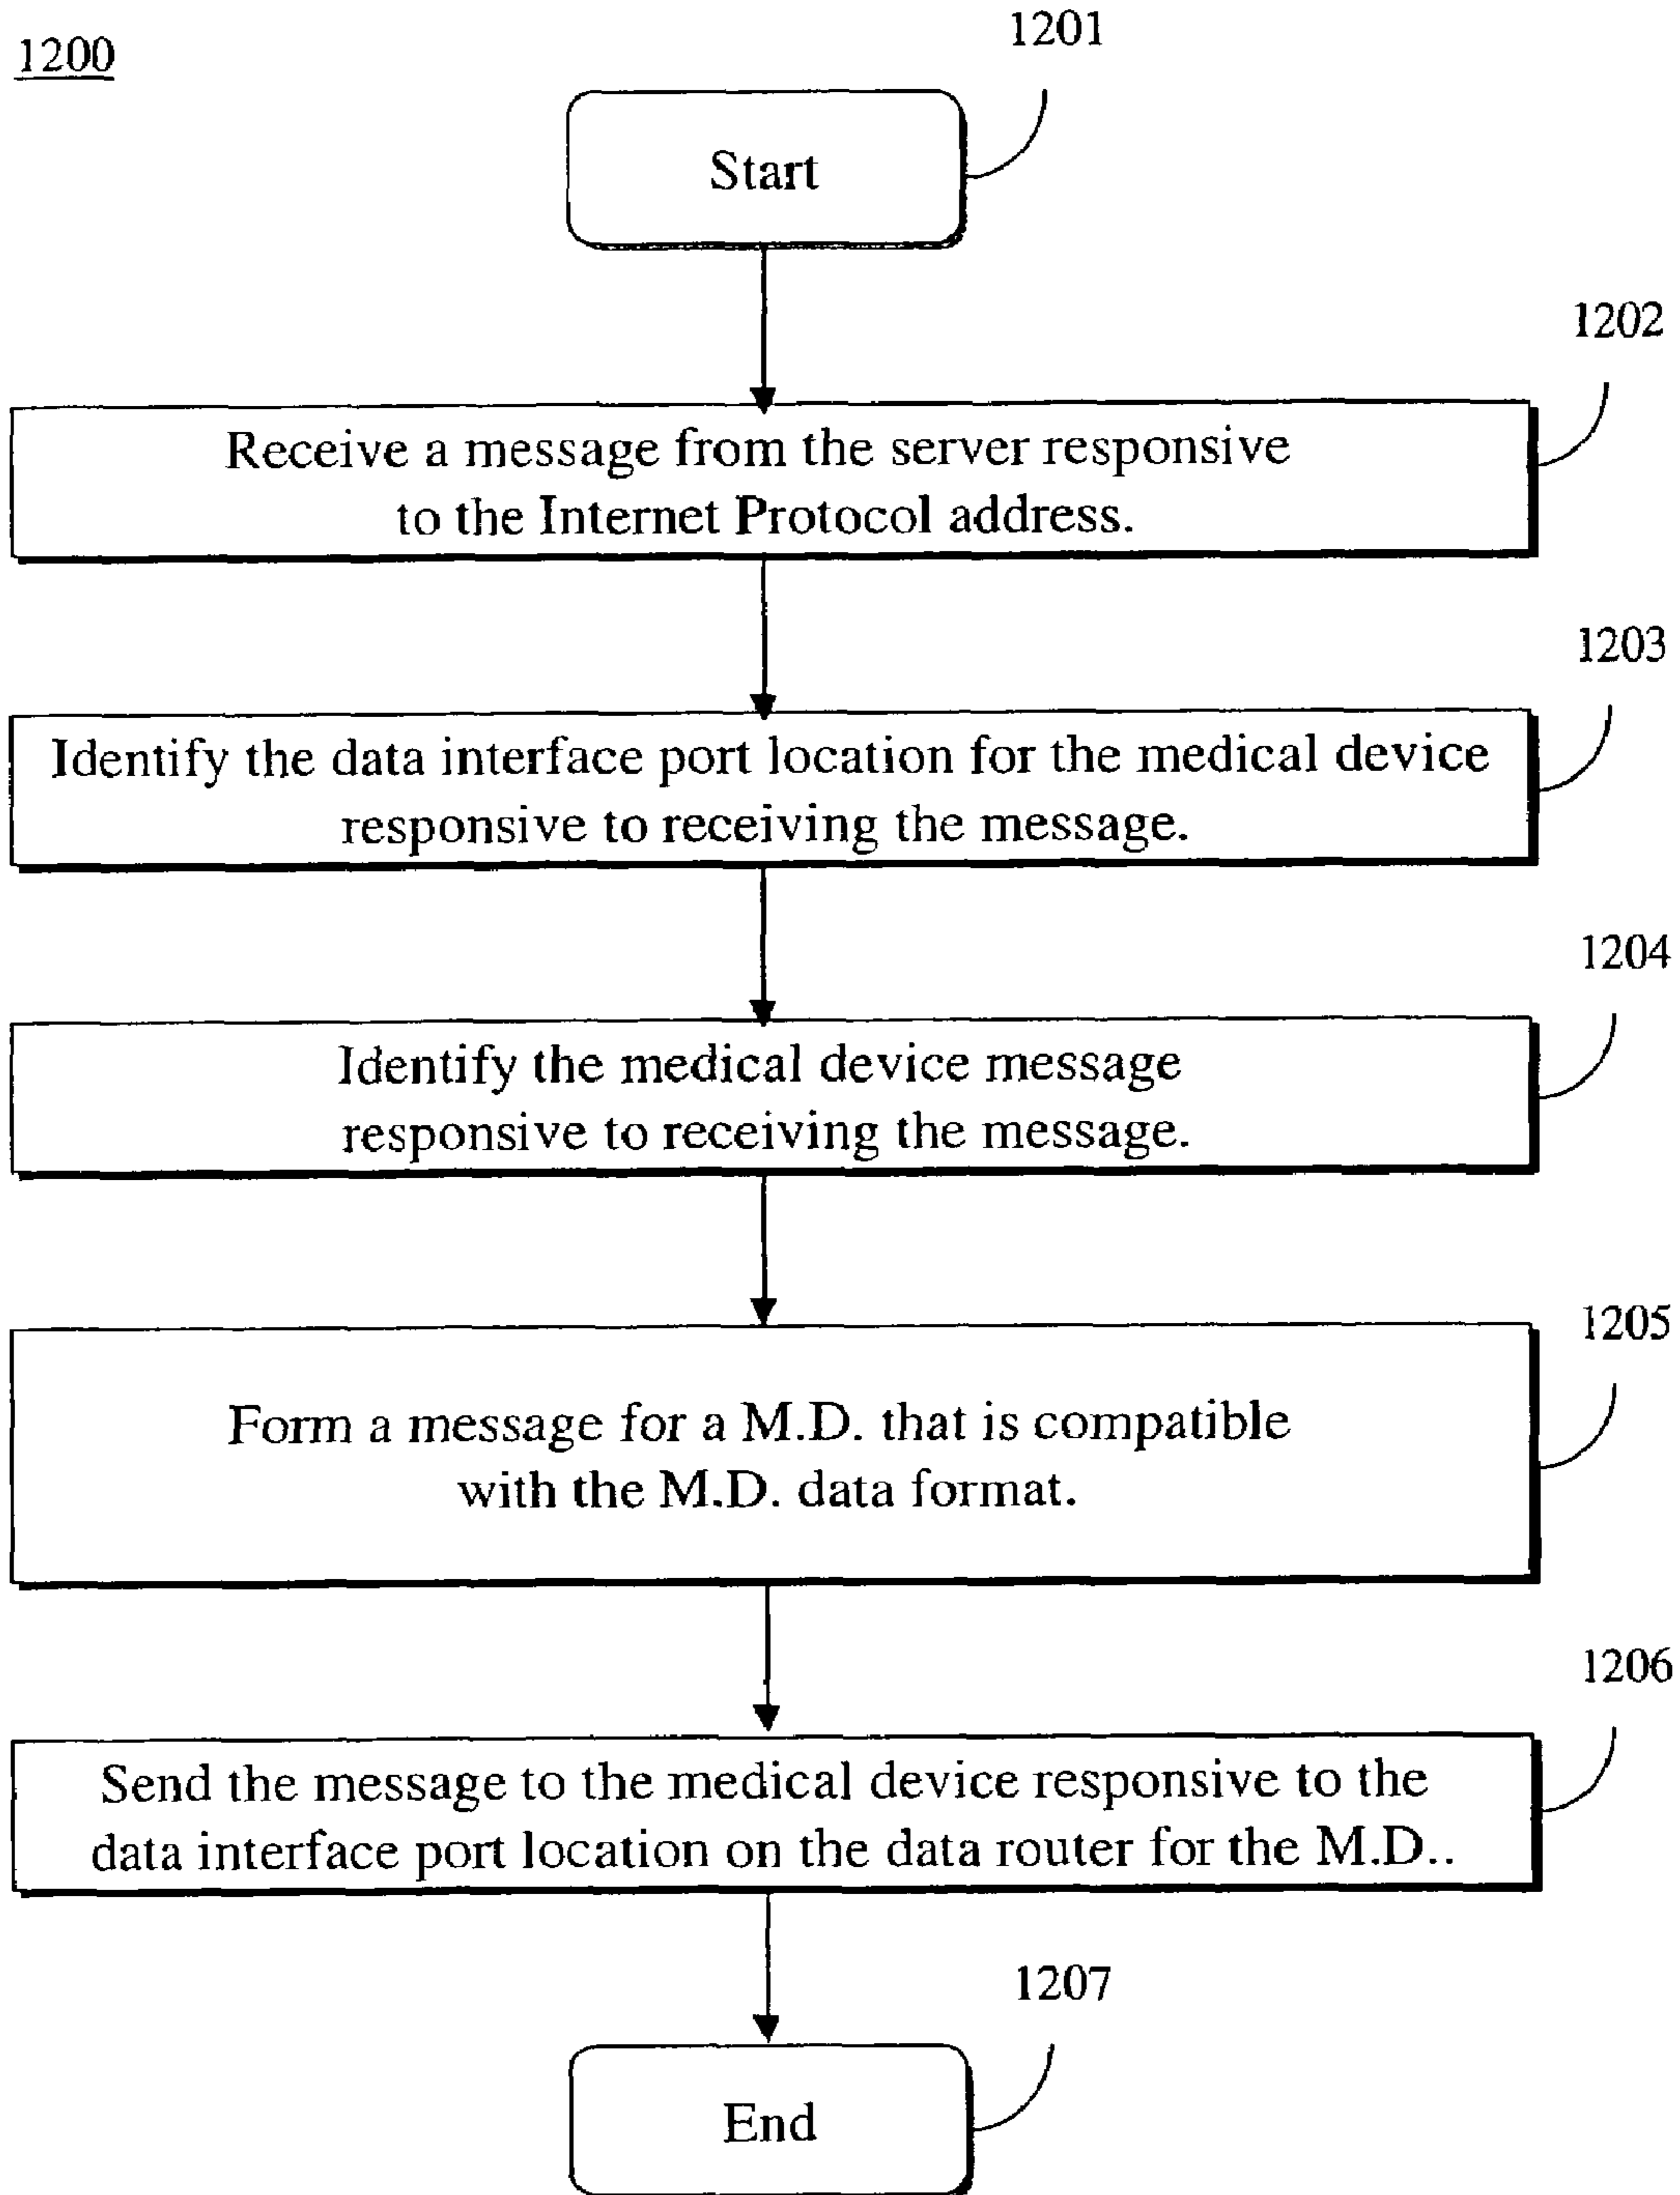 1200
1201
Start
1202
Receive a message from the server responsive
to the Internet Protocol address.
1203
Identify the data interface port location for the medical device
responsive to receiving the message.
1204
Identify the medical device message
responsive to receiving the message.
1205
Form a message for a M.D. that is compatible
with the M.D. data format.
1206
Send the message to the medical device responsive to the
data interface port location on the data router for the M.D..
1207
End